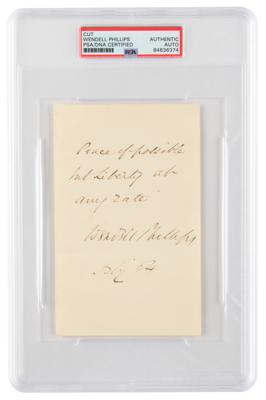 CUT
WENDELL PHILLIPS
PSA/DNA CERTIFIED
AUTHENTIC
AUTO
84636374
Peace if possible
but Liberty at
any rate
Wendell Phillips